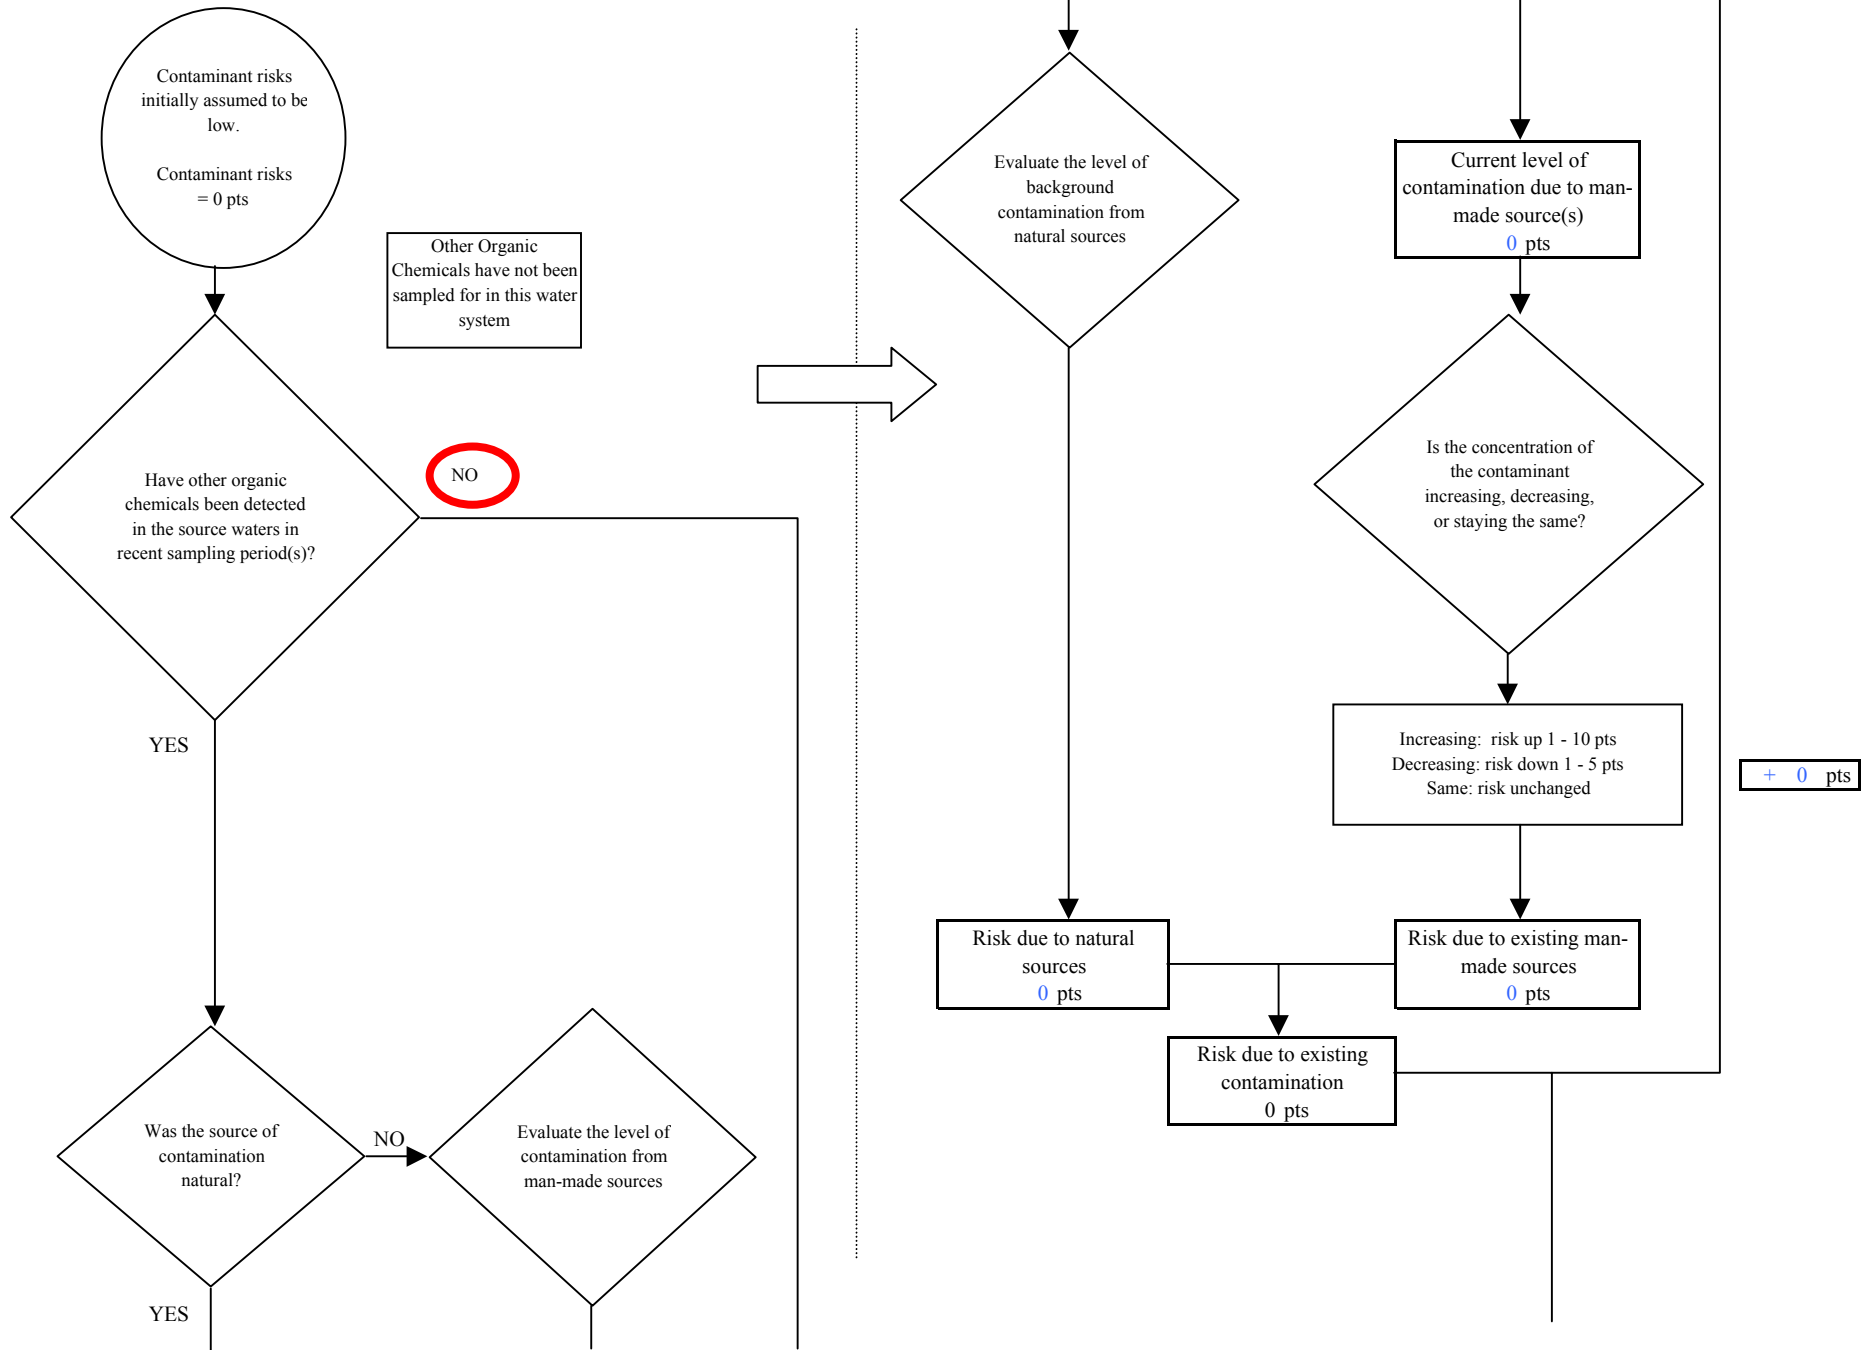 Contaminant risks
initially assumed to be
low.
Contaminant risks
= 0 pts
Other Organic
Chemicals have not been
sampled for in this water
system
NO
Have other organic
chemicals been detected
in the source waters in
recent sampling period(s)?
YES
Was the source of
contamination
natural?
NO
Evaluate the level of
contamination from
man-made sources
YES
Evaluate the level of
background
contamination from
natural sources
Current level of
contamination due to man-
made source(s)
0 pts
Is the concentration of
the contaminant
increasing, decreasing,
or staying the same?
Increasing: risk up 1 - 10 pts
Decreasing: risk down 1 - 5 pts
Same: risk unchanged
+ 0 pts
Risk due to natural
sources
0 pts
Risk due to existing man-
made sources
0 pts
Risk due to existing
contamination
0 pts